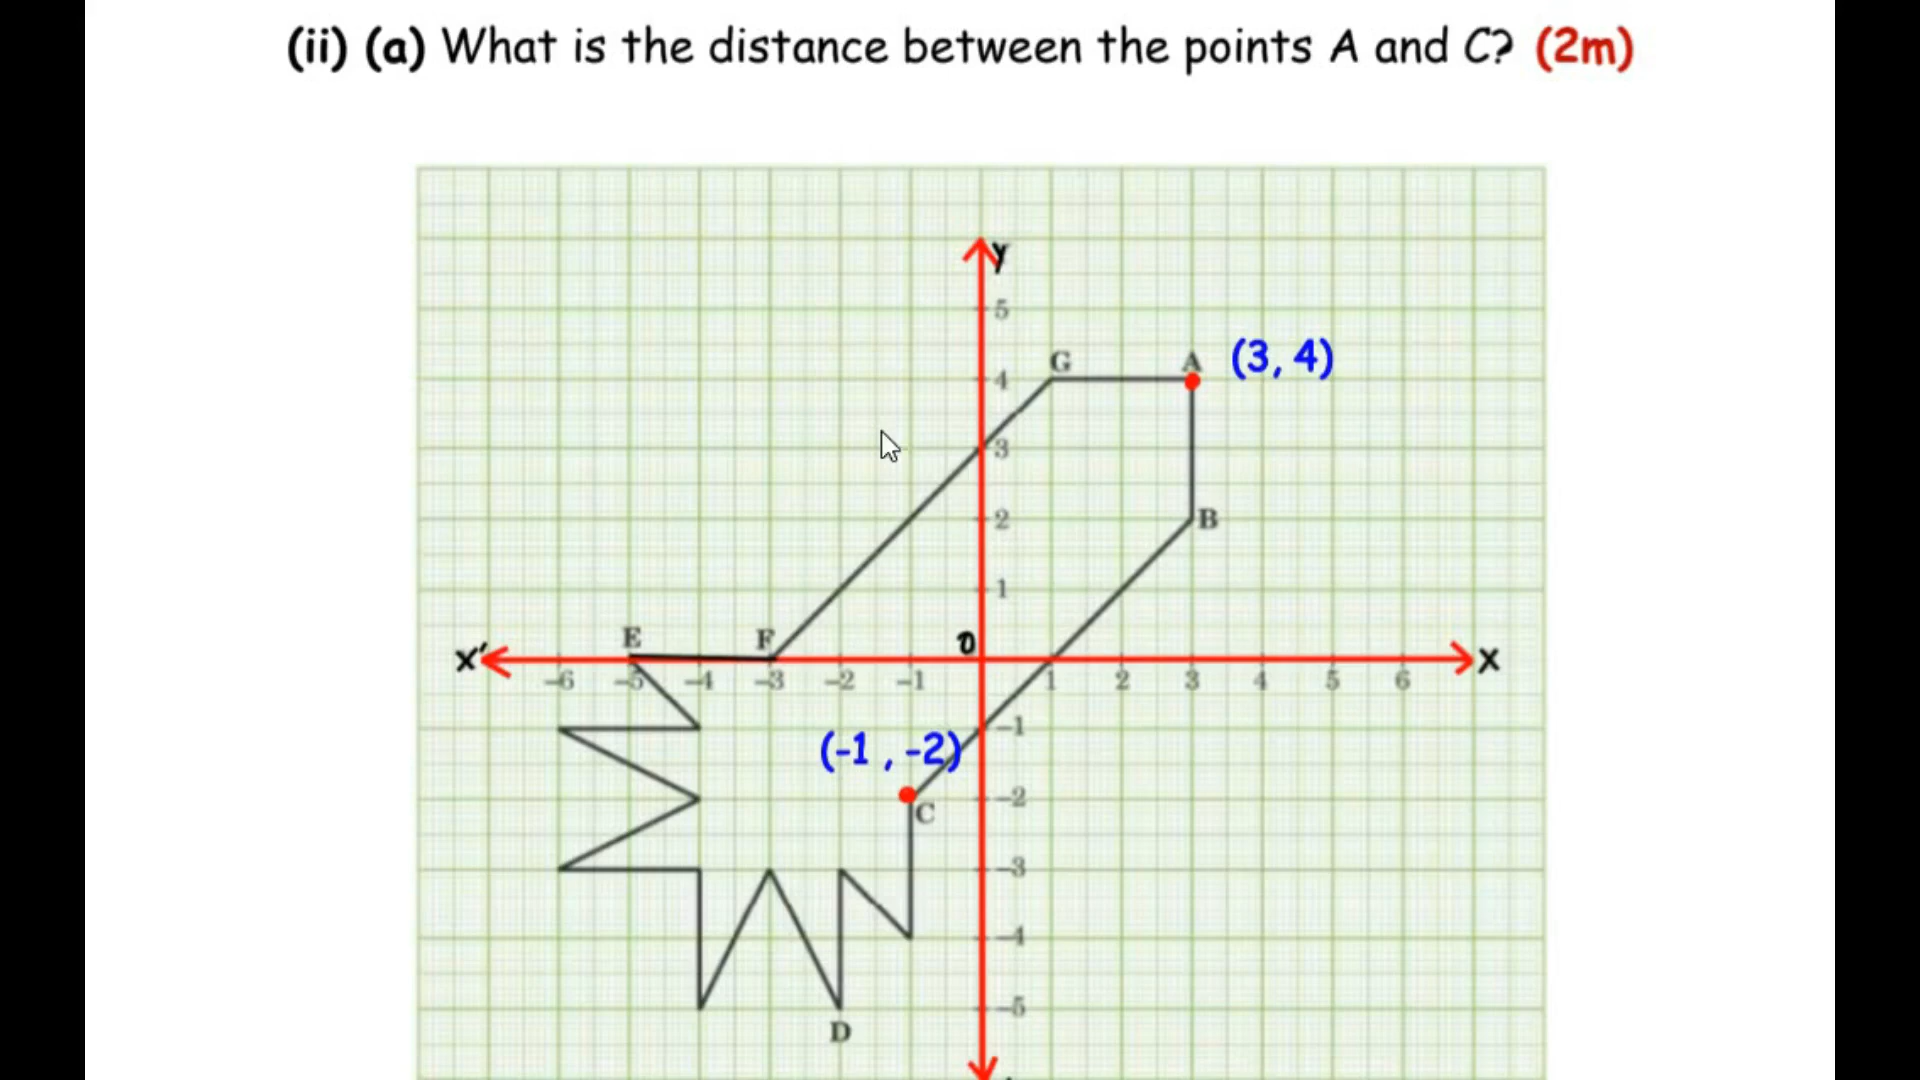 (ii) (a) What is the distance between the points A and C? (2m)
y
5
G
A
(3, 4)
4
3
2
B
1
E
F
0
x'
x
-6
-5
-4
-3
-2
-1
1
2
3
4
5
6
-1
(-1 , -2)
-2
C
-3
-4
-5
D